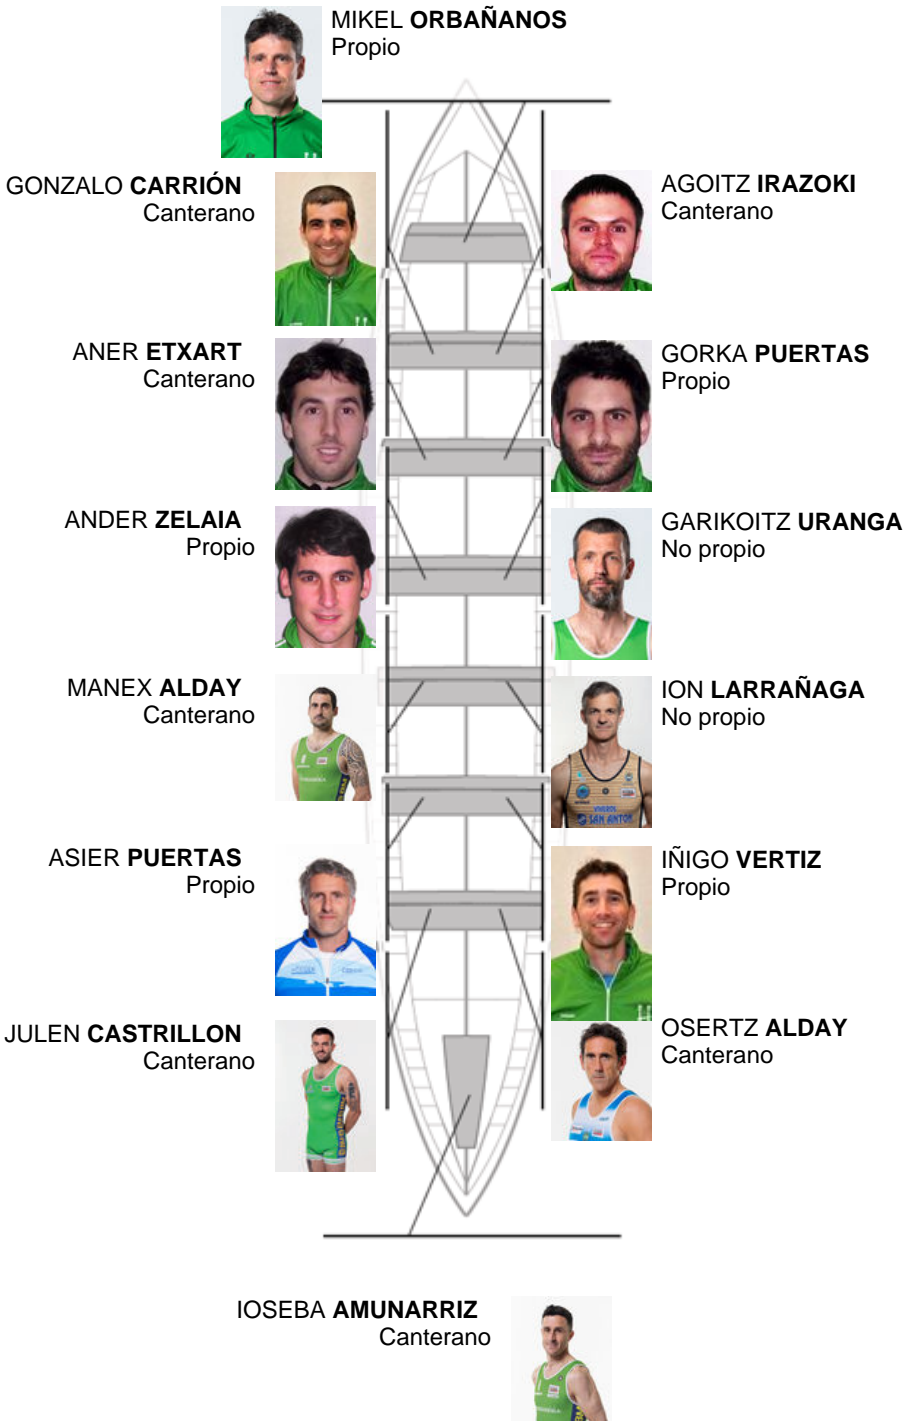 MIKEL ORBAÑANOS
Propio
GONZALO CARRIÓN
Canterano
AGOITZ IRAZOKI
Canterano
ANER ETXART
Canterano
GORKA PUERTAS
Propio
ANDER ZELAIA
Propio
GARIKOITZ URANGA
No propio
MANEX ALDAY
Canterano
ION LARRAÑAGA
No propio
SAN ANTON
ASIER PUERTAS
Propio
IÑIGO VERTIZ
Propio
JULEN CASTRILLON
Canterano
OSERTZ ALDAY
Canterano
IOSEBA AMUNARRIZ
Canterano